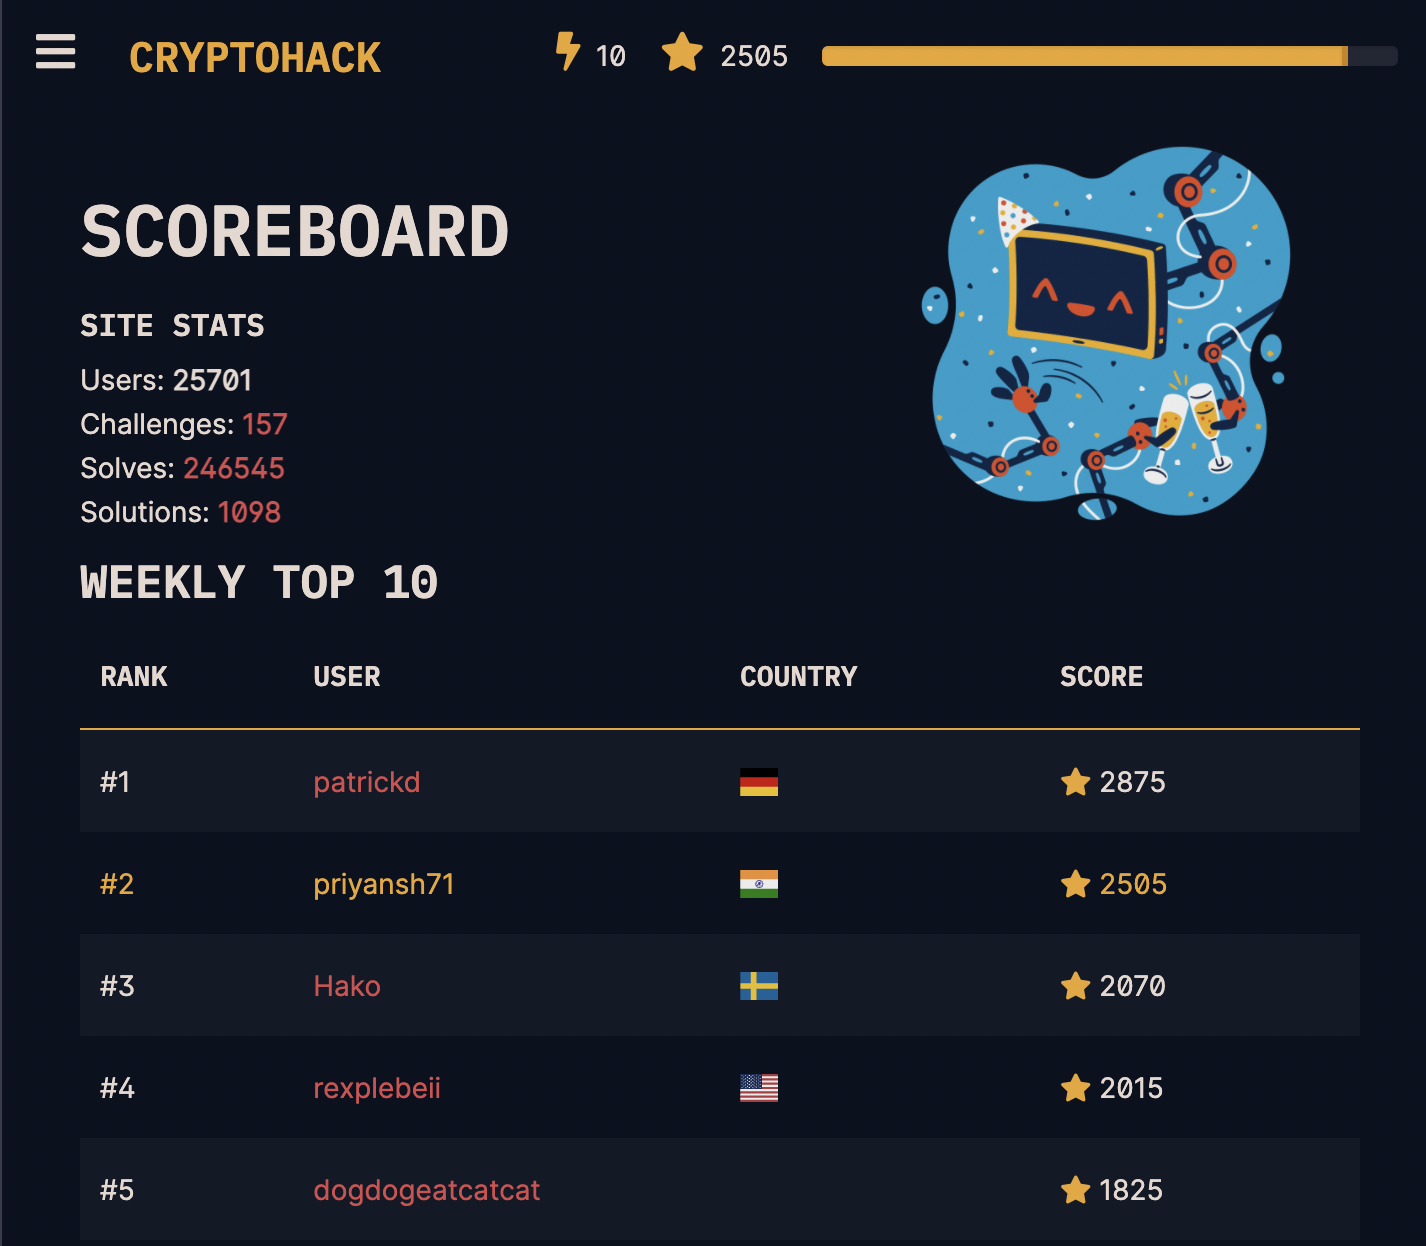 CRYPTOHACK 10 2505
SCOREBOARD
SITE STATS
Users: 25701
Challenges: 157
Solves: 246545
Solutions: 1098
WEEKLY TOP 10
RANK USER COUNTRY SCORE
#1 patrickd 2875
#2 priyansh71 2505
#3 Hako 2070
#4 rexplebeii 2015
#5 dogdogeatcatcat 1825